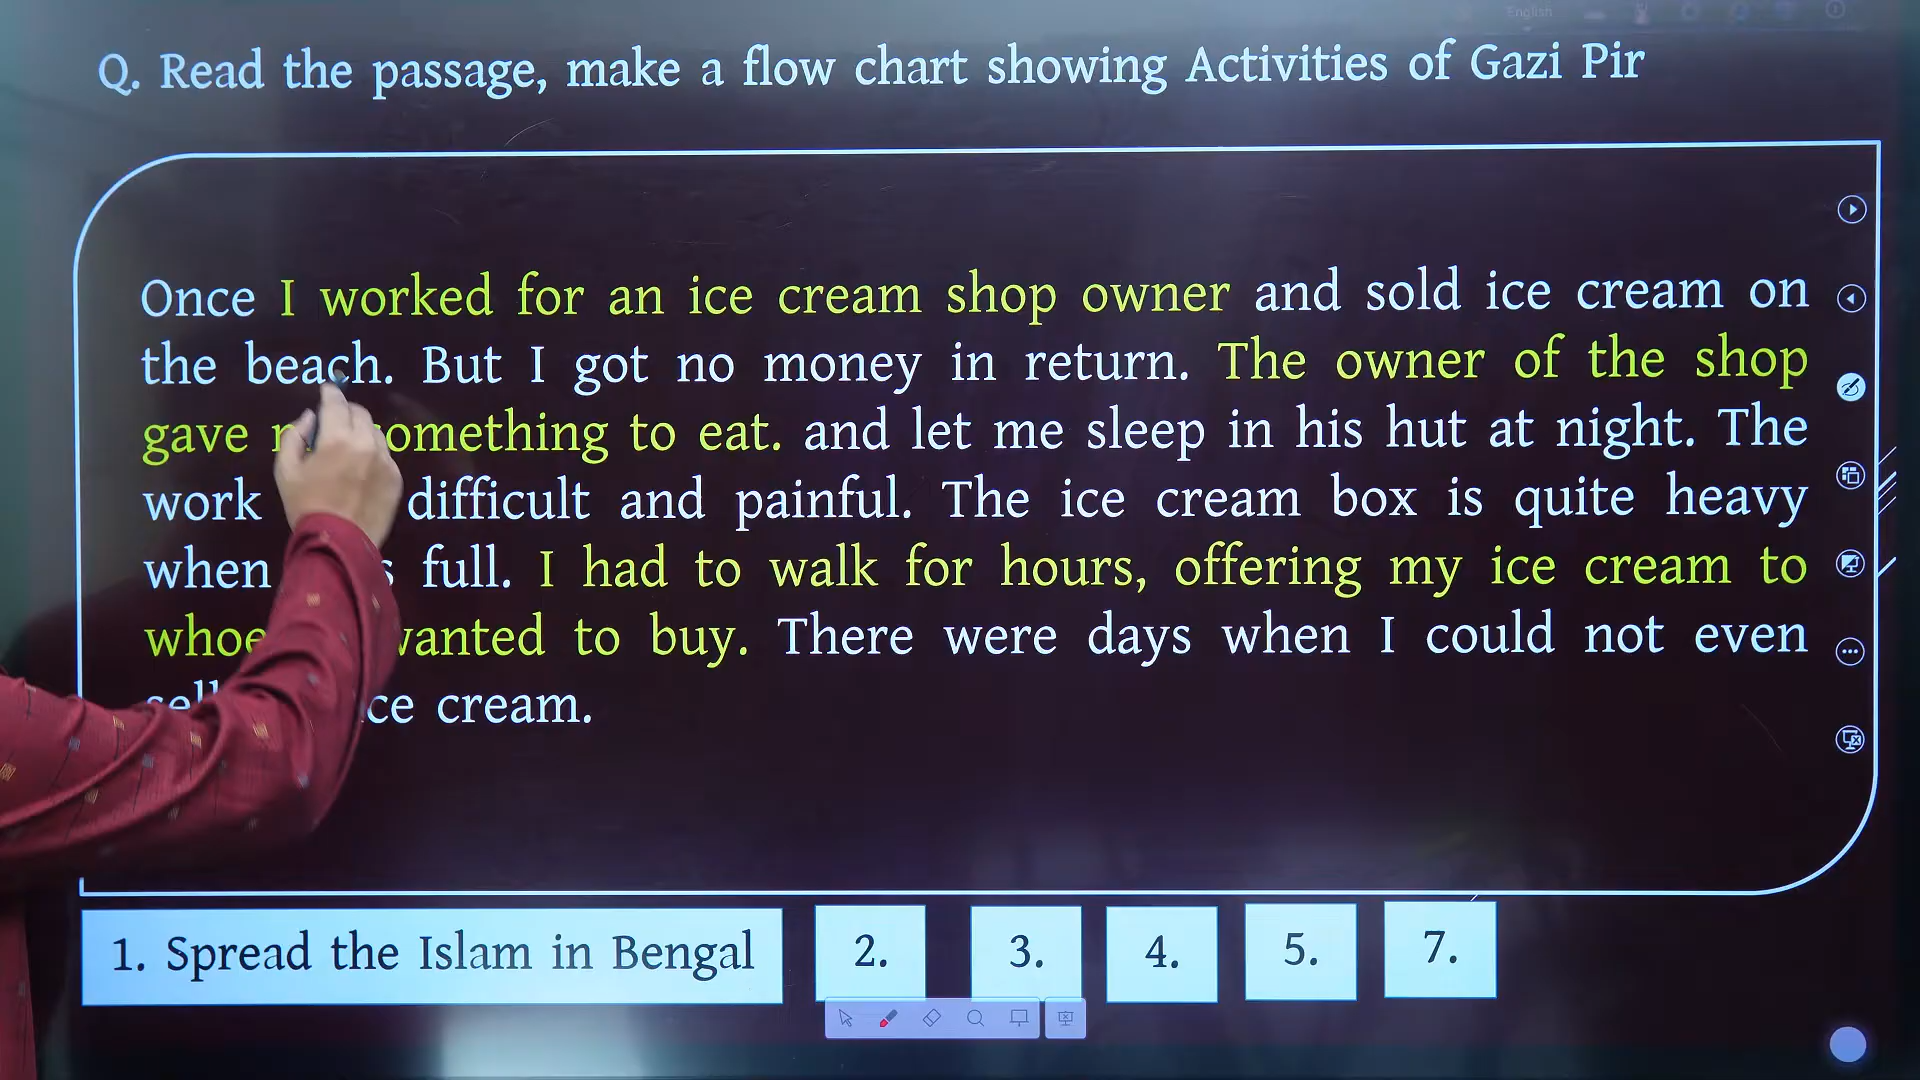 English
Q. Read the passage, make a flow chart showing Activities of Gazi Pir
Once I worked for an ice cream shop owner and sold ice cream on
the beach. But I got no money in return. The owner of the shop
gave something to eat. and let me sleep in his hut at night. The
work difficult and painful. The ice cream box is quite heavy
when full. I had to walk for hours, offering my ice cream to
wanted to buy. There were days when I could not even
cream.
1. Spread the Islam in Bengal
2.
3.
4.
5.
7.